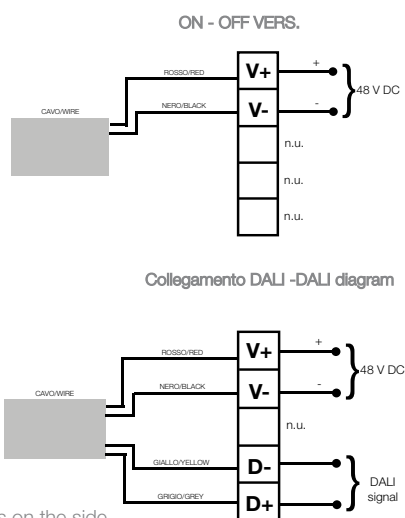 ON - OFF VERS.
ROSSO/RED
V+
+
48 V DC
NERO/BLACK
V-
-
CAVO/WIRE
n.u.
n.u.
n.u.
Collegamento DALI -DALI diagram
ROSSO/RED
V+
+
48 V DC
NERO/BLACK
V-
-
CAVO/WIRE
n.u.
GIALLO/YELLOW
D-
DALI
signal
GRIGIO/GREY
D+
s on the side